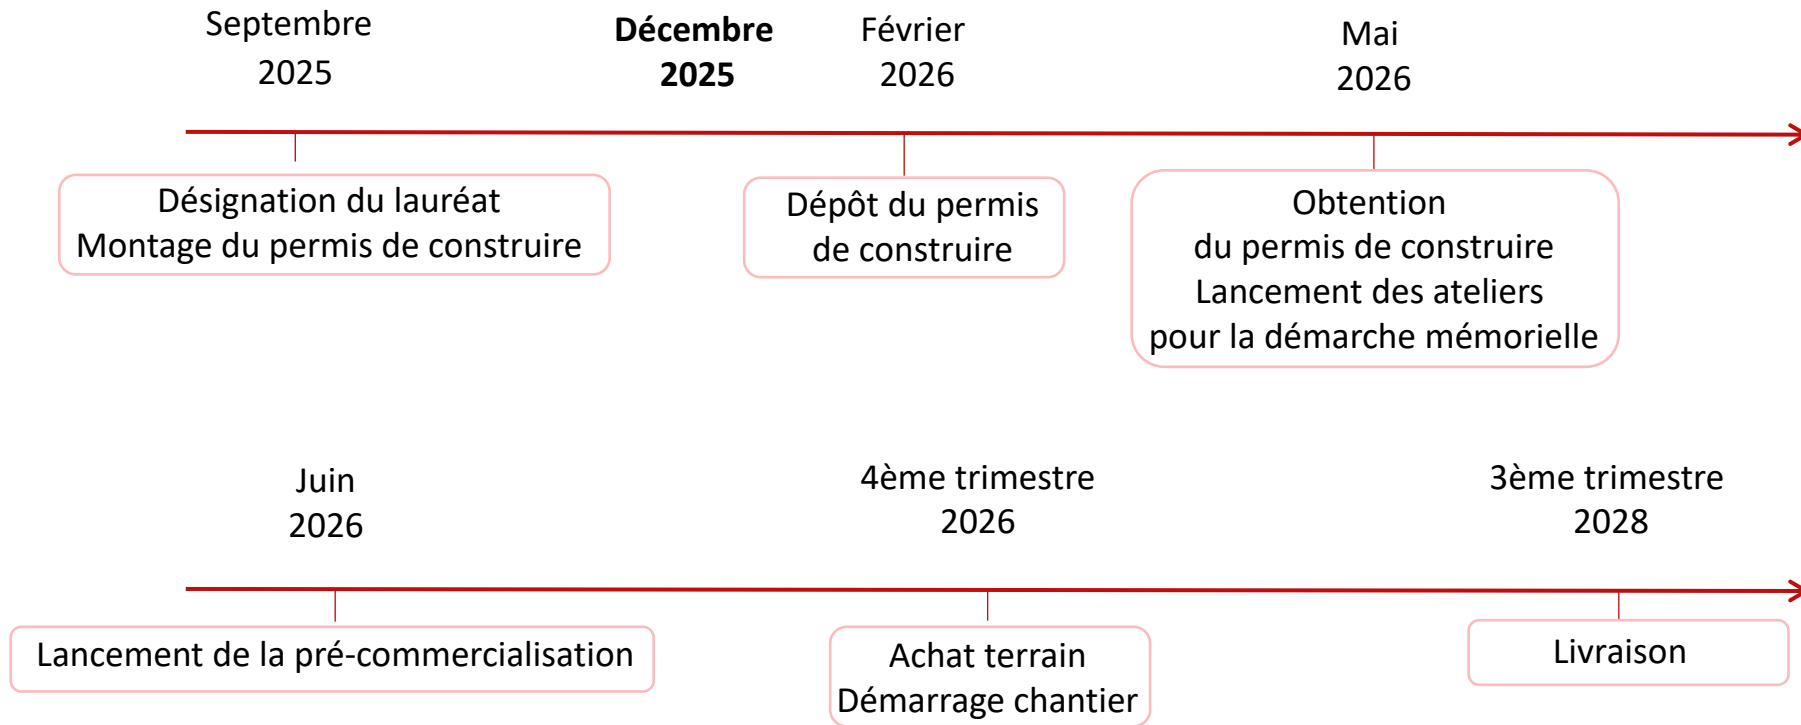 Septembre
2025
Décembre
2025
Février
2026
Mai
2026
Désignation du lauréat
Montage du permis de construire
Dépôt du permis
de construire
Obtention
du permis de construire
Lancement des ateliers
pour la démarche mémorielle
Juin
2026
4ème trimestre
2026
3ème trimestre
2028
Lancement de la pré-commercialisation
Achat terrain
Démarrage chantier
Livraison